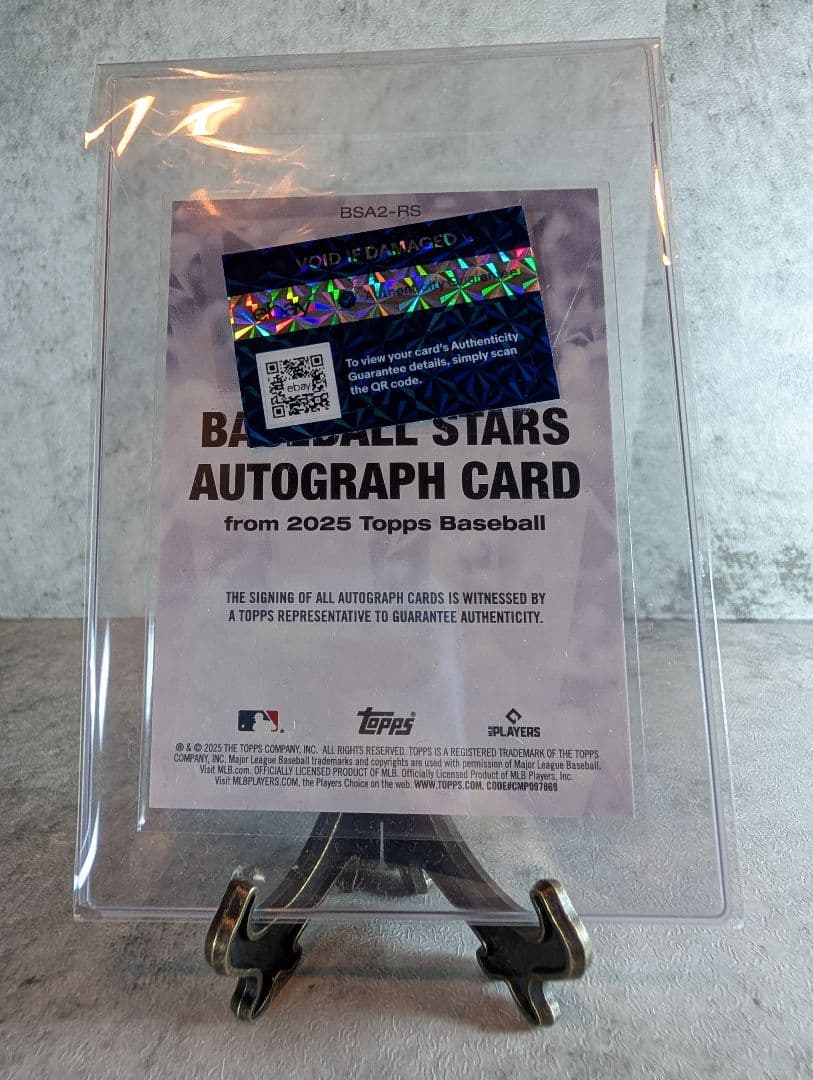 BSA2-RS
VOID IF DAMAGED
ebay Authenticity Guarantee
To view your card's Authenticity
Guarantee details, simply scan
the QR code.
ebay
BA BALL STARS
AUTOGRAPH CARD
from 2025 Topps Baseball
THE SIGNING OF ALL AUTOGRAPH CARDS IS WITNESSED BY
A TOPPS REPRESENTATIVE TO GUARANTEE AUTHENTICITY.
Topps
MLB PLAYERS
® & © 2025 THE TOPPS COMPANY, INC. ALL RIGHTS RESERVED. TOPPS IS A REGISTERED TRADEMARK OF THE TOPPS
COMPANY, INC. Major League Baseball trademarks and copyrights are used with permission of Major League Baseball.
Visit MLB.com. OFFICIALLY LICENSED PRODUCT OF MLB. Officially Licensed Product of MLB Players, Inc.
Visit MLBPLAYERS.COM, the Players Choice on the web. WWW.TOPPS.COM. CODE#CMP097869